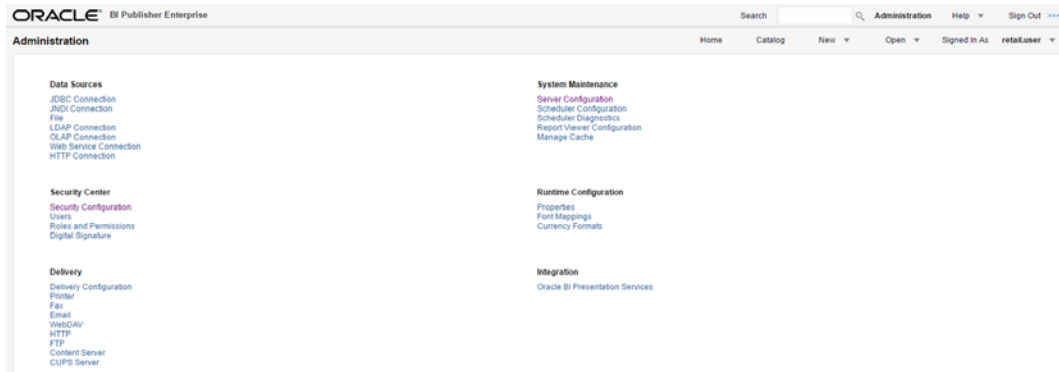 ORACLE BI Publisher Enterprise
Search Administration Help Sign Out
Administration
Home Catalog New Open Signed In As retail.user
Data Sources
JDBC Connection
JNDI Connection
File
LDAP Connection
OLAP Connection
Web Service Connection
HTTP Connection
System Maintenance
Server Configuration
Scheduler Configuration
Scheduler Diagnostics
Report Viewer Configuration
Manage Cache
Security Center
Security Configuration
Users
Roles and Permissions
Digital Signature
Runtime Configuration
Properties
Font Mappings
Currency Formats
Delivery
Delivery Configuration
Printer
Fax
Email
WebDAV
HTTP
FTP
Content Server
CUPS Server
Integration
Oracle BI Presentation Services